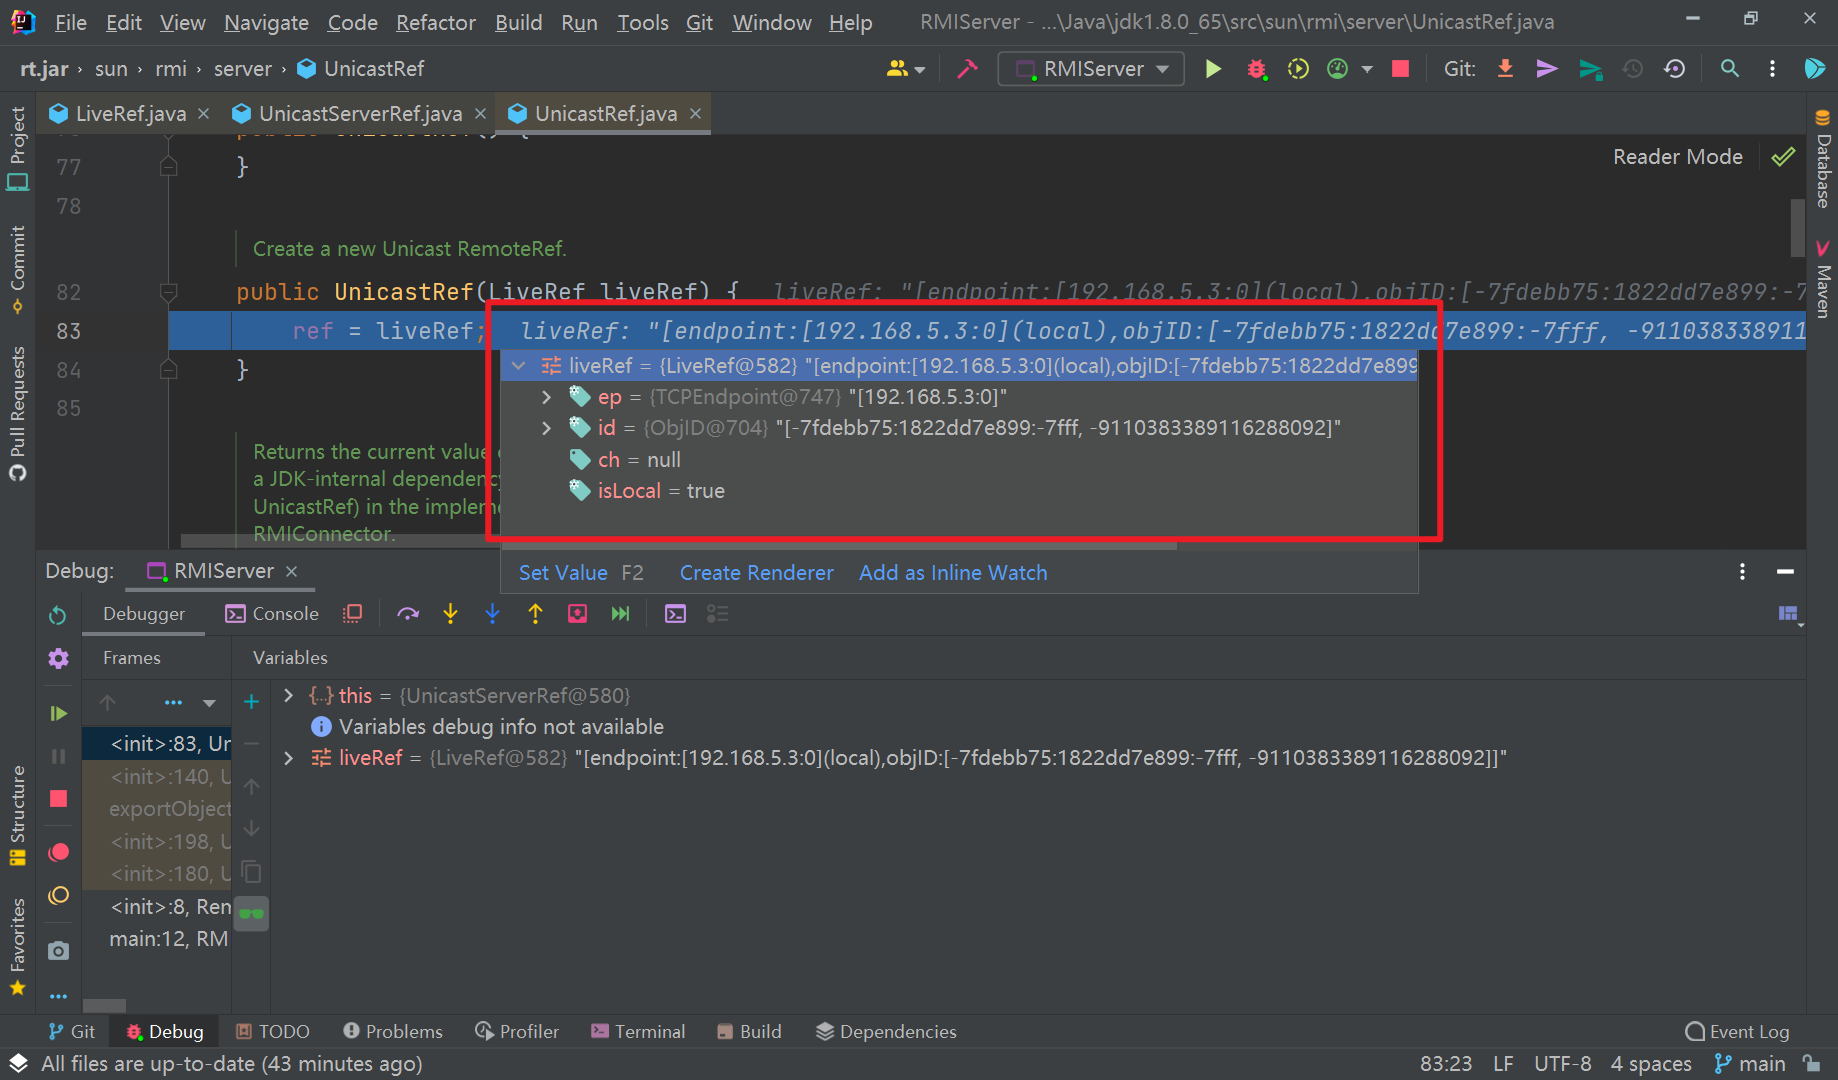 File Edit View Navigate Code Refactor Build Run Tools Git Window Help RMIServer - ...\Java\jdk1.8.0_65\src\sun\rmi\server\UnicastRef.java
rt.jar › sun › rmi › server › UnicastRef RMIServer Git:
LiveRef.java UnicastServerRef.java UnicastRef.java
77 }
Reader Mode
78
Create a new Unicast RemoteRef.
82 public UnicastRef(LiveRef liveRef) { liveRef: "[endpoint:[192.168.5.3:0](local),objID:[-7fdebb75:1822dd7e899:-7
83 ref = liveRef; liveRef: "[endpoint:[192.168.5.3:0](local),objID:[-7fdebb75:1822dd7e899:-7fff, -911038338911
84 }
85
liveRef = {LiveRef@582} "[endpoint:[192.168.5.3:0](local),objID:[-7fdebb75:1822dd7e899
ep = {TCPEndpoint@747} "[192.168.5.3:0]"
id = {ObjID@704} "[-7fdebb75:1822dd7e899:-7fff, -9110383389116288092]"
ch = null
isLocal = true
Returns the current value
a JDK-internal dependency
UnicastRef) in the impleme
RMIConnector.
Set Value F2 Create Renderer Add as Inline Watch
Debug: RMIServer
Debugger Console
Frames Variables
this = {UnicastServerRef@580}
Variables debug info not available
liveRef = {LiveRef@582} "[endpoint:[192.168.5.3:0](local),objID:[-7fdebb75:1822dd7e899:-7fff, -9110383389116288092]]"
<init>:83, Ur
<init>:140, U
exportObject
<init>:198, U
<init>:180, U
<init>:8, Rem
main:12, RM
Project
Commit
Pull Requests
Structure
Favorites
Database
Maven
Git Debug TODO Problems Profiler Terminal Build Dependencies Event Log
All files are up-to-date (43 minutes ago) 83:23 LF UTF-8 4 spaces main